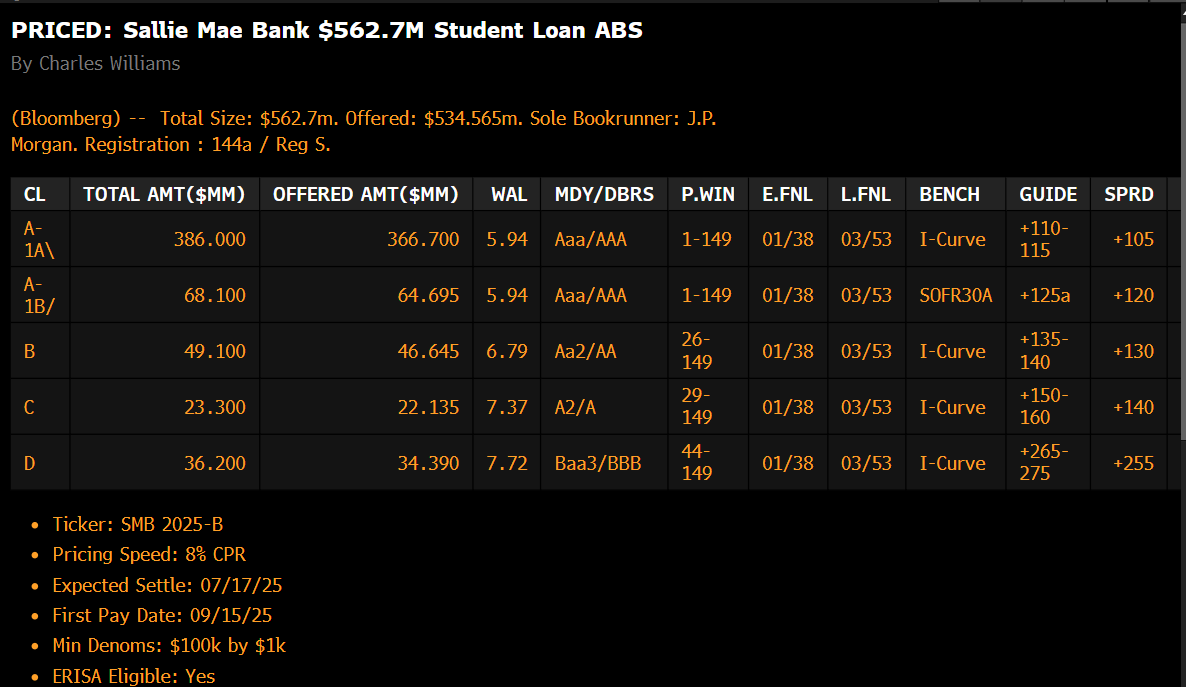 PRICED: Sallie Mae Bank $562.7M Student Loan ABS
By Charles Williams
(Bloomberg) -- Total Size: $562.7m. Offered: $534.565m. Sole Bookrunner: J.P.
Morgan. Registration : 144a / Reg S.
CL TOTAL AMT($MM) OFFERED AMT($MM) WAL MDY/DBRS P.WIN E.FNL L.FNL BENCH GUIDE SPRD
A-1A\ 386.000 366.700 5.94 Aaa/AAA 1-149 01/38 03/53 I-Curve +110-115 +105
A-1B/ 68.100 64.695 5.94 Aaa/AAA 1-149 01/38 03/53 SOFR30A +125a +120
B 49.100 46.645 6.79 Aa2/AA 26-149 01/38 03/53 I-Curve +135-140 +130
C 23.300 22.135 7.37 A2/A 29-149 01/38 03/53 I-Curve +150-160 +140
D 36.200 34.390 7.72 Baa3/BBB 44-149 01/38 03/53 I-Curve +265-275 +255
• Ticker: SMB 2025-B
• Pricing Speed: 8% CPR
• Expected Settle: 07/17/25
• First Pay Date: 09/15/25
• Min Denoms: $100k by $1k
• ERISA Eligible: Yes